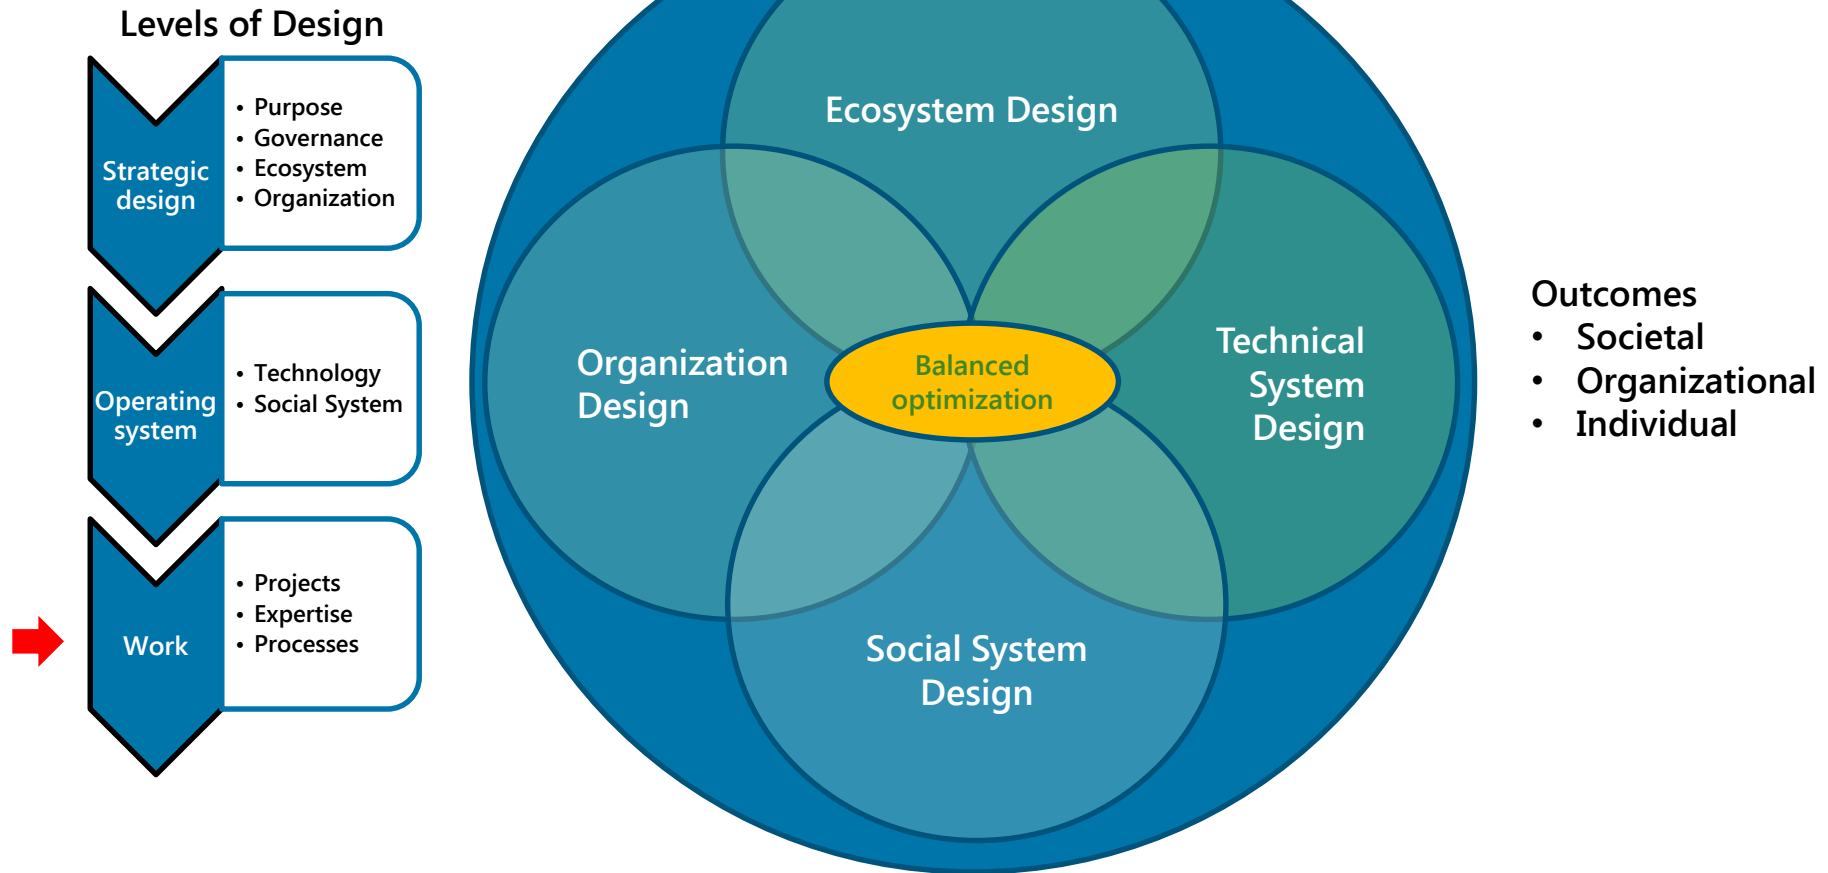 Levels of Design
Strategic
design
• Purpose
• Governance
• Ecosystem
• Organization
Operating
system
• Technology
• Social System
Work
• Projects
• Expertise
• Processes
Ecosystem Design
Organization
Design
Balanced
optimization
Technical
System
Design
Social System
Design
Outcomes
• Societal
• Organizational
• Individual